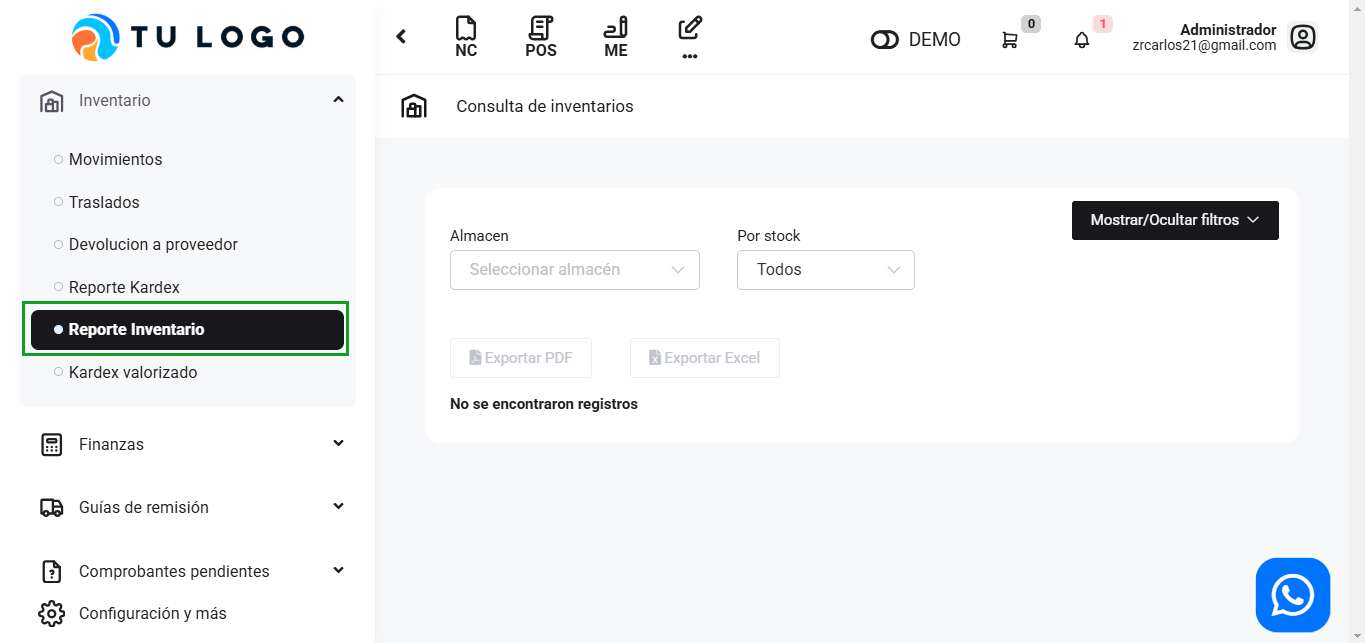 TU LOGO
NC
POS
ME
...
DEMO
0
1
Administrador
zrcarlos21@gmail.com
Inventario
Movimientos
Traslados
Devolucion a proveedor
Reporte Kardex
Reporte Inventario
Kardex valorizado
Finanzas
Guías de remisión
Comprobantes pendientes
Configuración y más
Consulta de inventarios
Mostrar/Ocultar filtros
Almacen
Por stock
Seleccionar almacén
Todos
Exportar PDF
Exportar Excel
No se encontraron registros